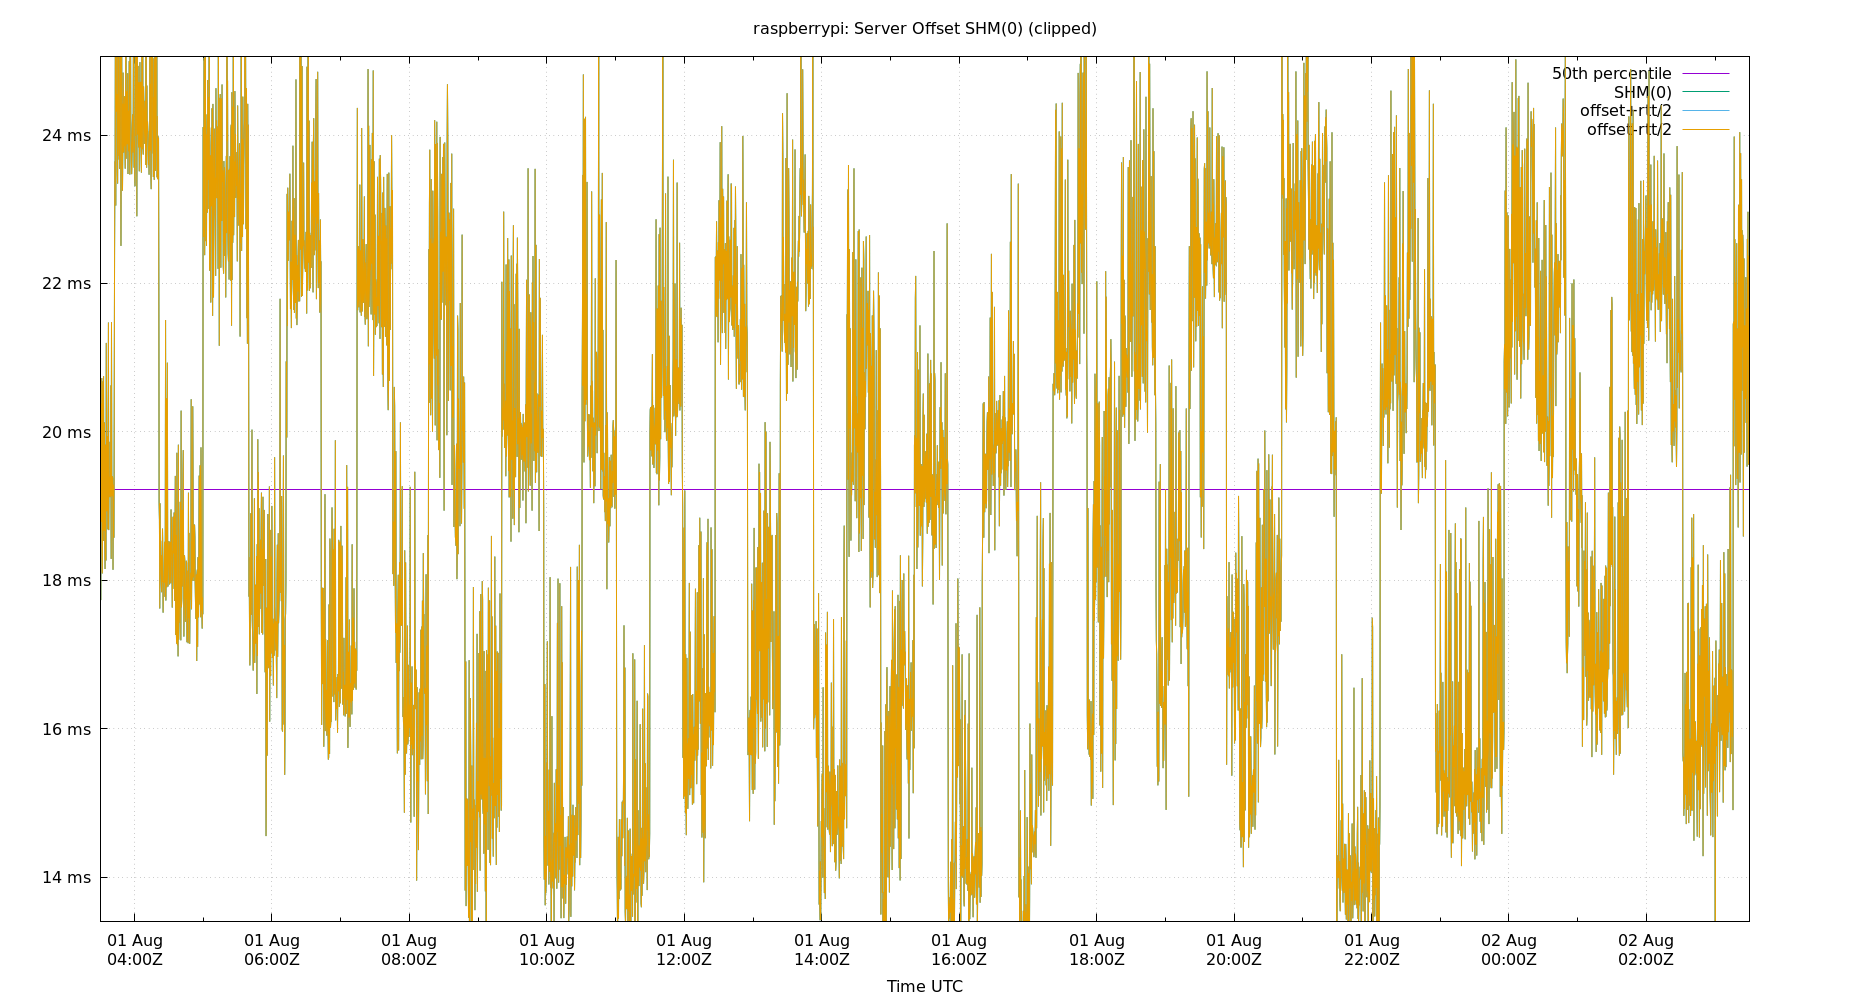 raspberrypi: Server Offset SHM(0) (clipped)
50th percentile
SHM(0)
offset+rtt/2
offset-rtt/2
24 ms
22 ms
20 ms
18 ms
16 ms
14 ms
01 Aug 01 Aug 01 Aug 01 Aug 01 Aug 01 Aug 01 Aug 01 Aug 01 Aug 01 Aug 02 Aug 02 Aug
04:00Z 06:00Z 08:00Z 10:00Z 12:00Z 14:00Z 16:00Z 18:00Z 20:00Z 22:00Z 00:00Z 02:00Z
Time UTC